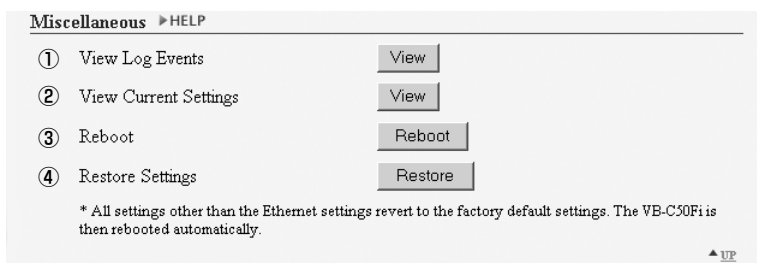 Miscellaneous ▶HELP
① View Log Events View
② View Current Settings View
③ Reboot Reboot
④ Restore Settings Restore
* All settings other than the Ethernet settings revert to the factory default settings. The VB-C50Fi is
then rebooted automatically.
▲UP